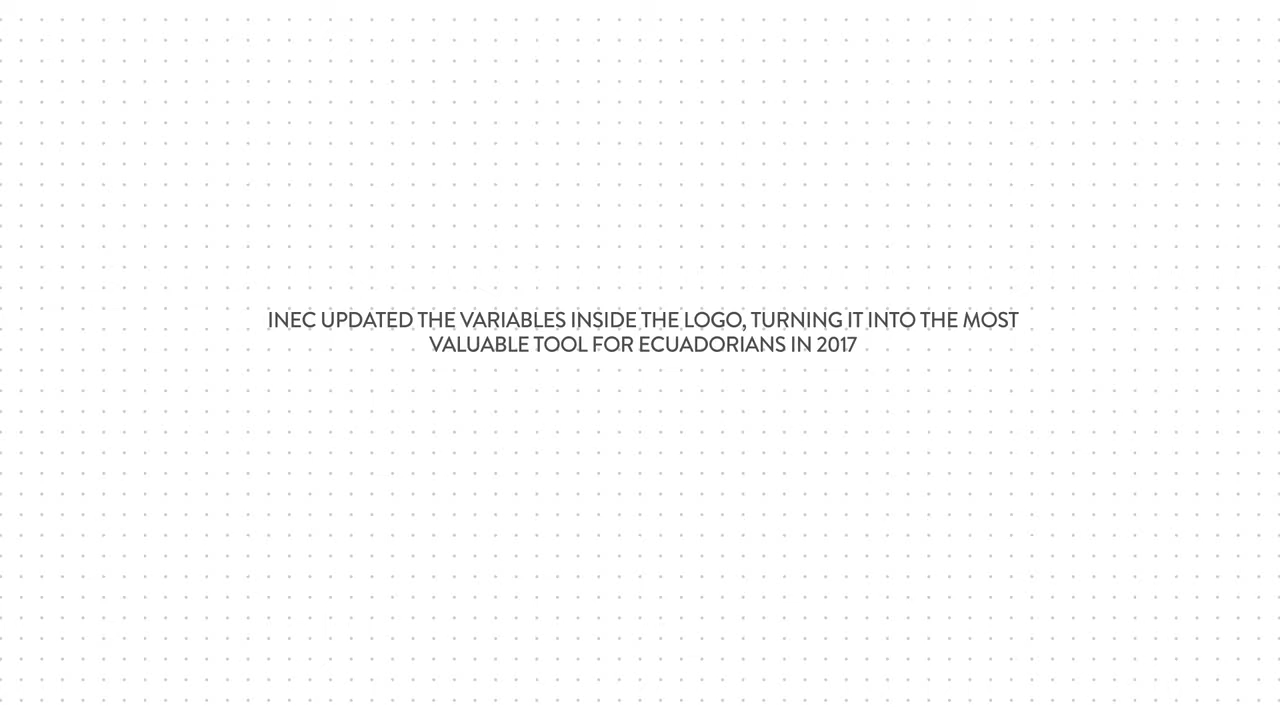 INEC UPDATED THE VARIABLES INSIDE THE LOGO, TURNING IT INTO THE MOST
VALUABLE TOOL FOR ECUADORIANS IN 2017